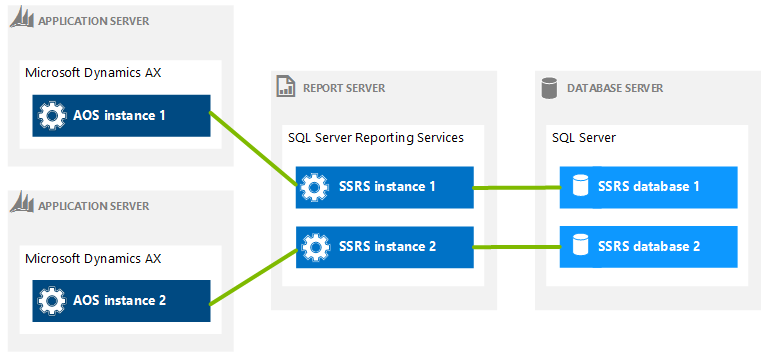 APPLICATION SERVER
Microsoft Dynamics AX
AOS instance 1
APPLICATION SERVER
Microsoft Dynamics AX
AOS instance 2
REPORT SERVER
SQL Server Reporting Services
SSRS instance 1
SSRS instance 2
DATABASE SERVER
SQL Server
SSRS database 1
SSRS database 2